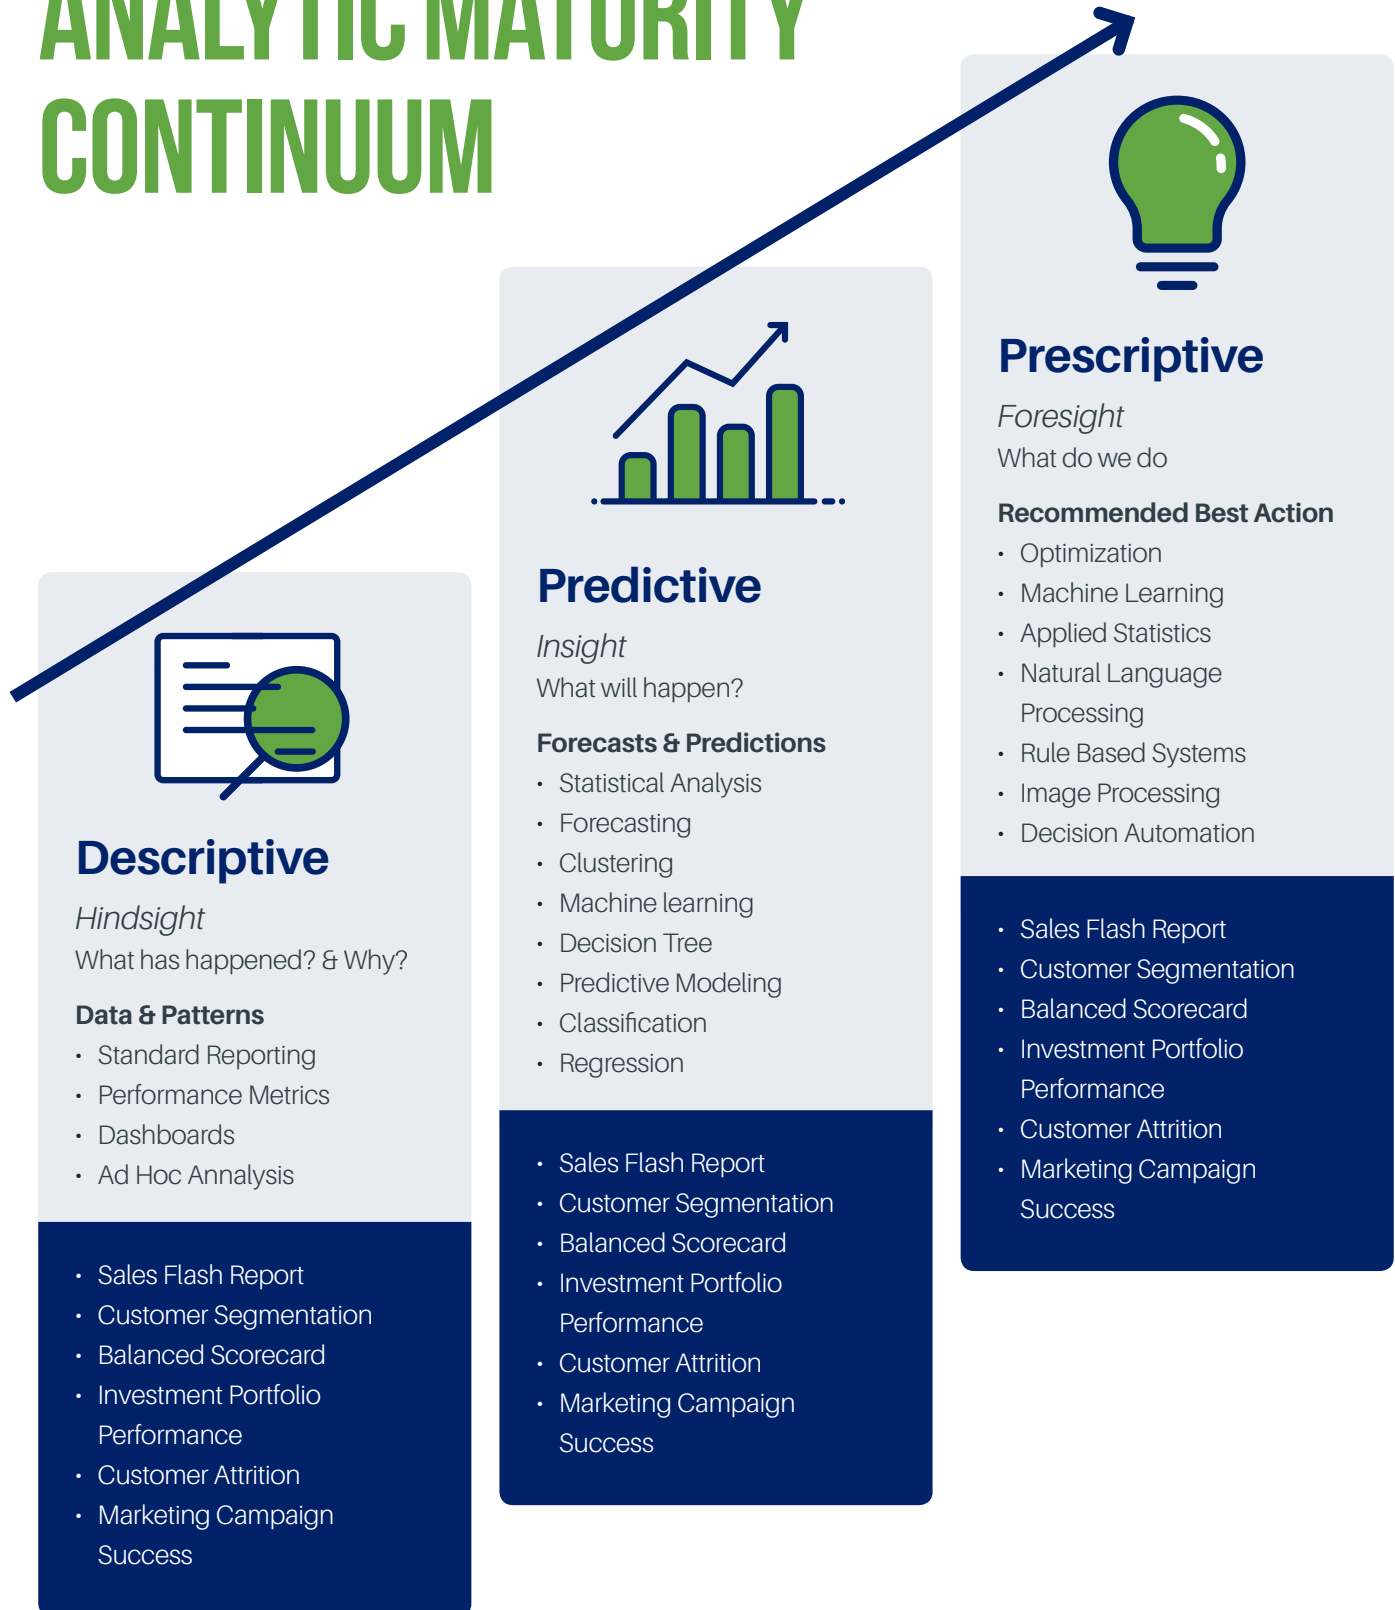 ANALYTIC MATURITY
CONTINUUM
Descriptive
Hindsight
What has happened? & Why?
Data & Patterns
• Standard Reporting
• Performance Metrics
• Dashboards
• Ad Hoc Annalysis
• Sales Flash Report
• Customer Segmentation
• Balanced Scorecard
• Investment Portfolio
Performance
• Customer Attrition
• Marketing Campaign
Success
Predictive
Insight
What will happen?
Forecasts & Predictions
• Statistical Analysis
• Forecasting
• Clustering
• Machine learning
• Decision Tree
• Predictive Modeling
• Classification
• Regression
• Sales Flash Report
• Customer Segmentation
• Balanced Scorecard
• Investment Portfolio
Performance
• Customer Attrition
• Marketing Campaign
Success
Prescriptive
Foresight
What do we do
Recommended Best Action
• Optimization
• Machine Learning
• Applied Statistics
• Natural Language
Processing
• Rule Based Systems
• Image Processing
• Decision Automation
• Sales Flash Report
• Customer Segmentation
• Balanced Scorecard
• Investment Portfolio
Performance
• Customer Attrition
• Marketing Campaign
Success